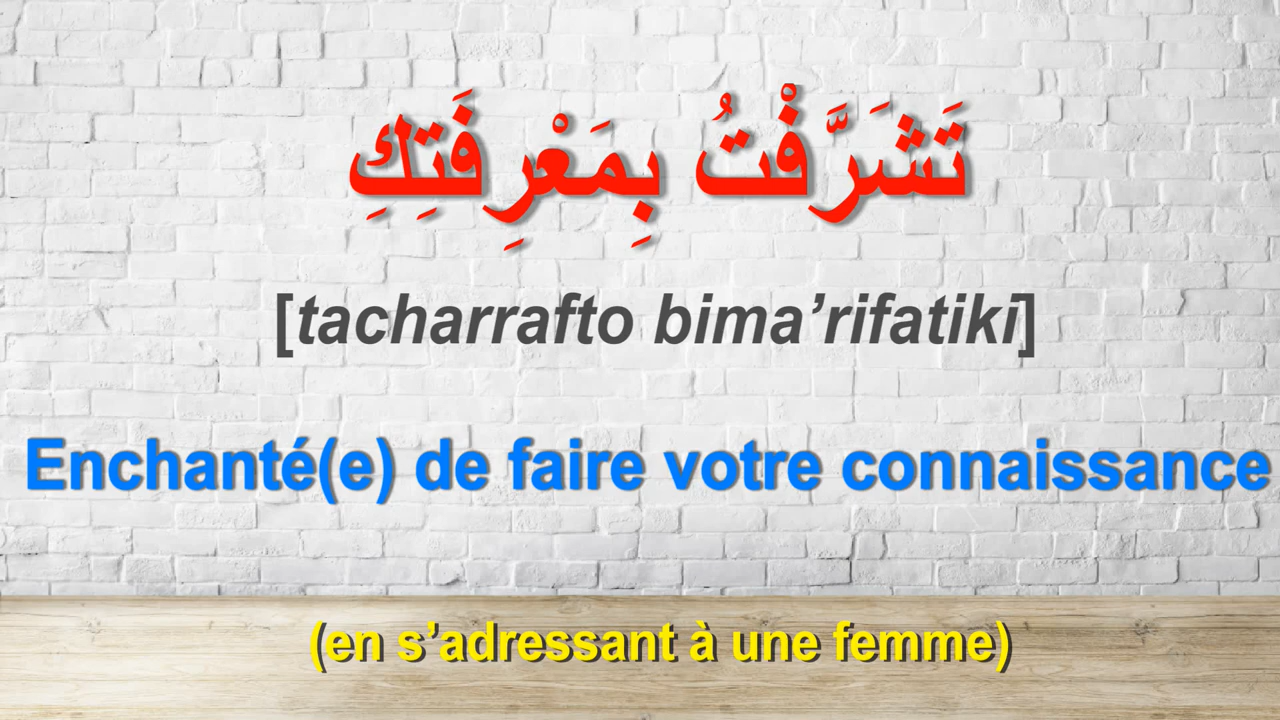 تَشَرَّفْتُ بِمَعْرِفَتِكِ
[tacharrafto bima’rifatiki]
Enchanté(e) de faire votre connaissance
(en s’adressant à une femme)